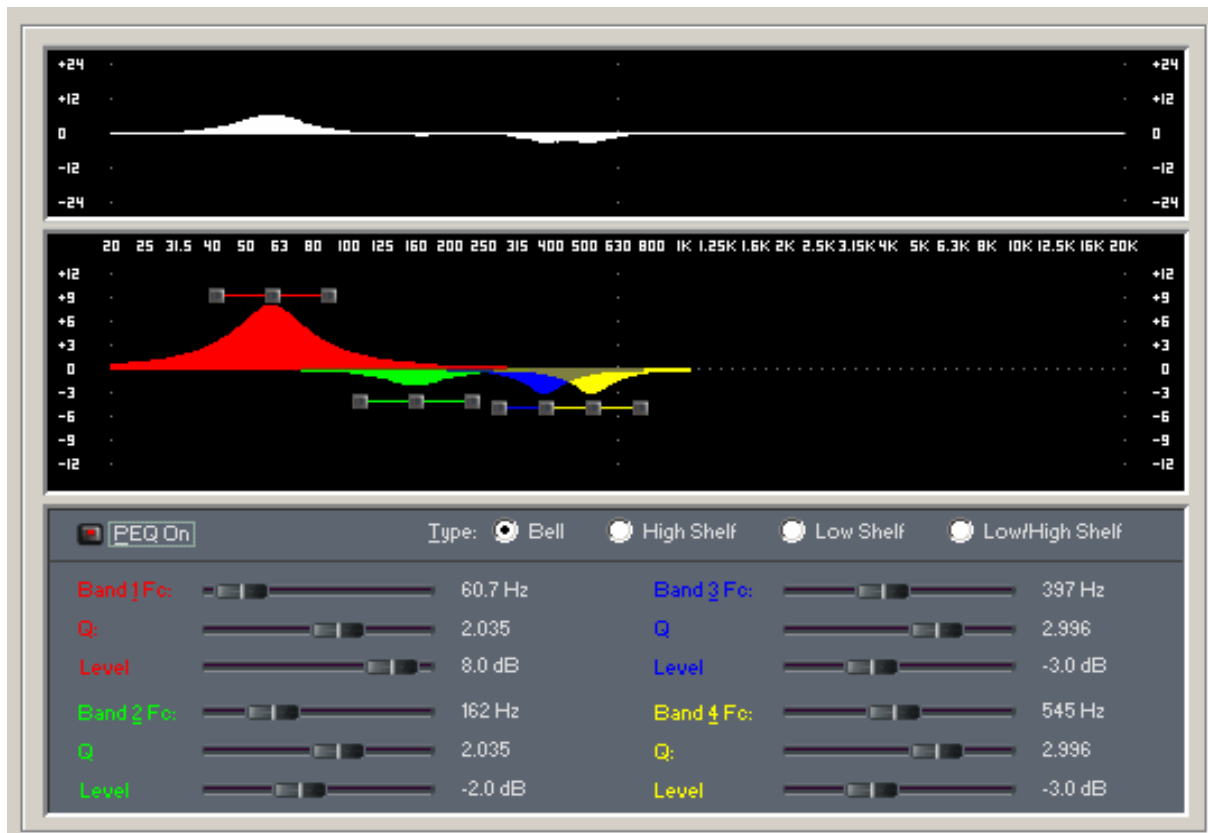 +24 +24
+12 +12
0 0
-12 -12
-24 -24
20 25 31.5 40 50 63 80 100 125 160 200 250 315 400 500 630 800 1K 1.25K 1.6K 2K 2.5K 3.15K 4K 5K 6.3K 8K 10K 12.5K 16K 20K
+12 +12
+9 +9
+6 +6
+3 +3
0 0
-3 -3
-6 -6
-9 -9
-12 -12
PEQ On Type: Bell High Shelf Low Shelf Low/High Shelf
Band 1 Fc: 60.7 Hz Band 3 Fc: 397 Hz
Q: 2.035 Q 2.996
Level 8.0 dB Level -3.0 dB
Band 2 Fc: 162 Hz Band 4 Fc: 545 Hz
Q 2.035 Q: 2.996
Level -2.0 dB Level -3.0 dB